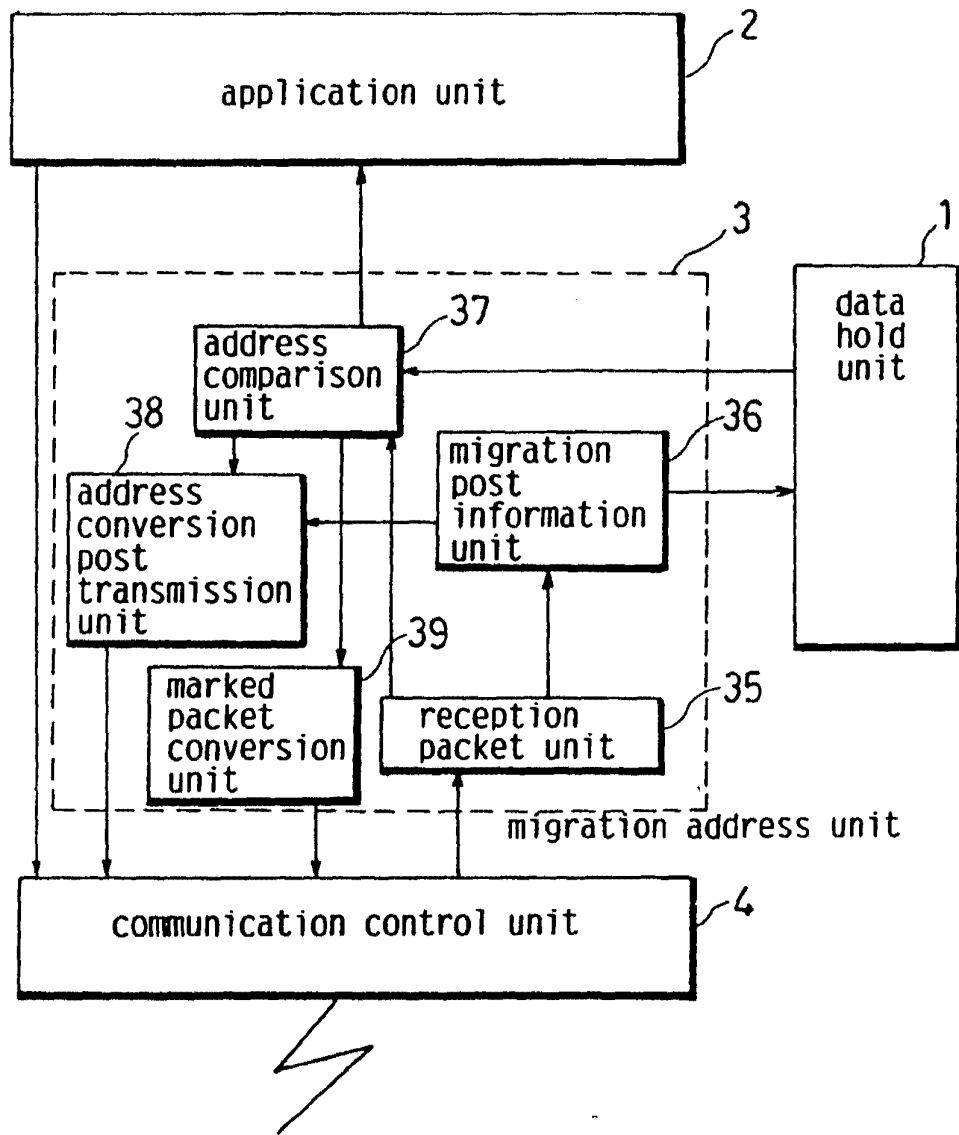 2
application unit
3
1
data
hold
unit
37
address
comparison
unit
38
36
migration
post
information
unit
address
conversion
post
transmission
unit
39
marked
packet
conversion
unit
35
reception
packet unit
migration address unit
4
communication control unit